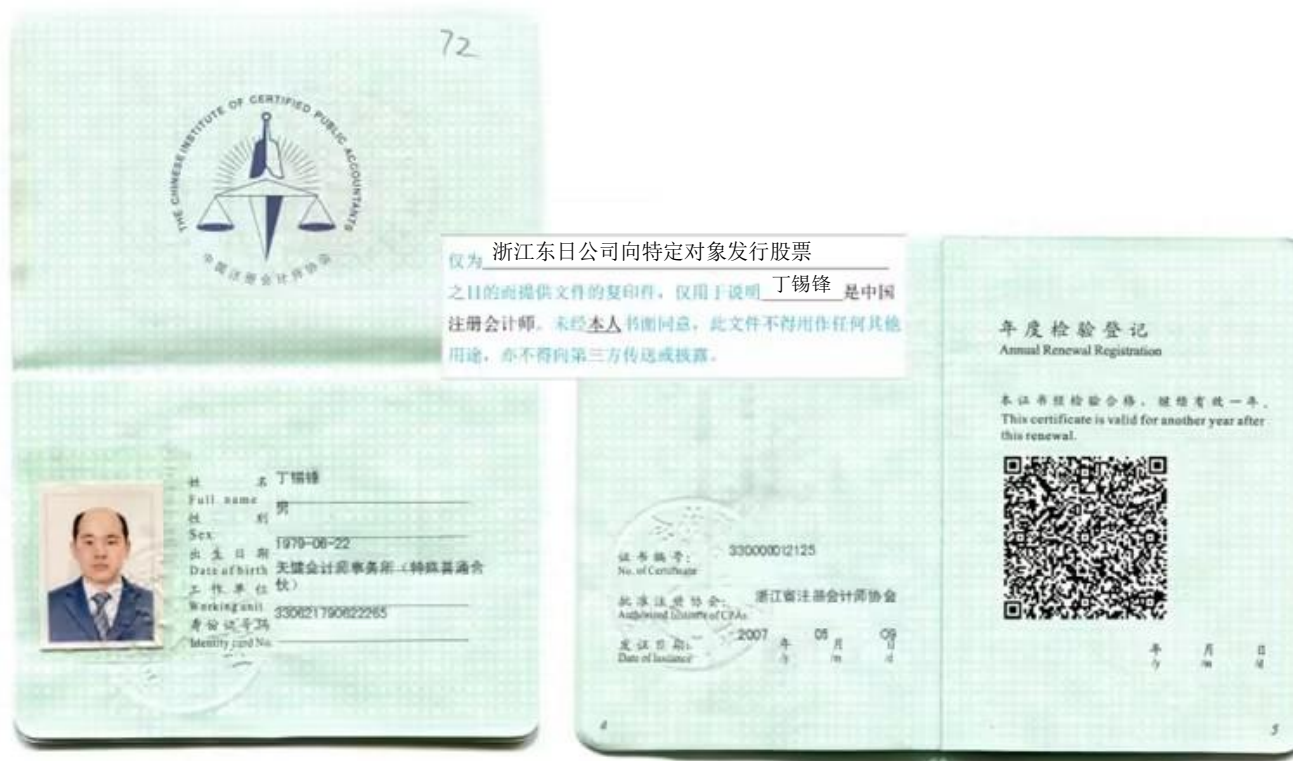 72
THE CHINESE INSTITUTE OF CERTIFIED PUBLIC ACCOUNTANTS
中国注册会计师协会
仅为 浙江东日公司向特定对象发行股票
之目的而提供文件的复印件，仅用于说明 丁锡锋 是中国
注册会计师。未经本人书面同意，此文件不得用作任何其他
用途，亦不得向第三方传送或披露。
姓 名 丁锡锋
Full name
性 别 男
Sex
出生日期 1979-06-22
Date of birth
工作单位 天健会计师事务所（特殊普通合
伙）
Working unit
身份证号码 330621790622265
Identity card No.
证书编号： 330000012125
No. of Certificate
批准注册协会： 浙江省注册会计师协会
Authorized Institute of CPAs
发证日期： 2007 年 08 月 09 日
Date of Issuance /y /m /d
4
年度检验登记
Annual Renewal Registration
本证书经检验合格，继续有效一年。
This certificate is valid for another year after
this renewal.
年 月 日
/y /m /d
5